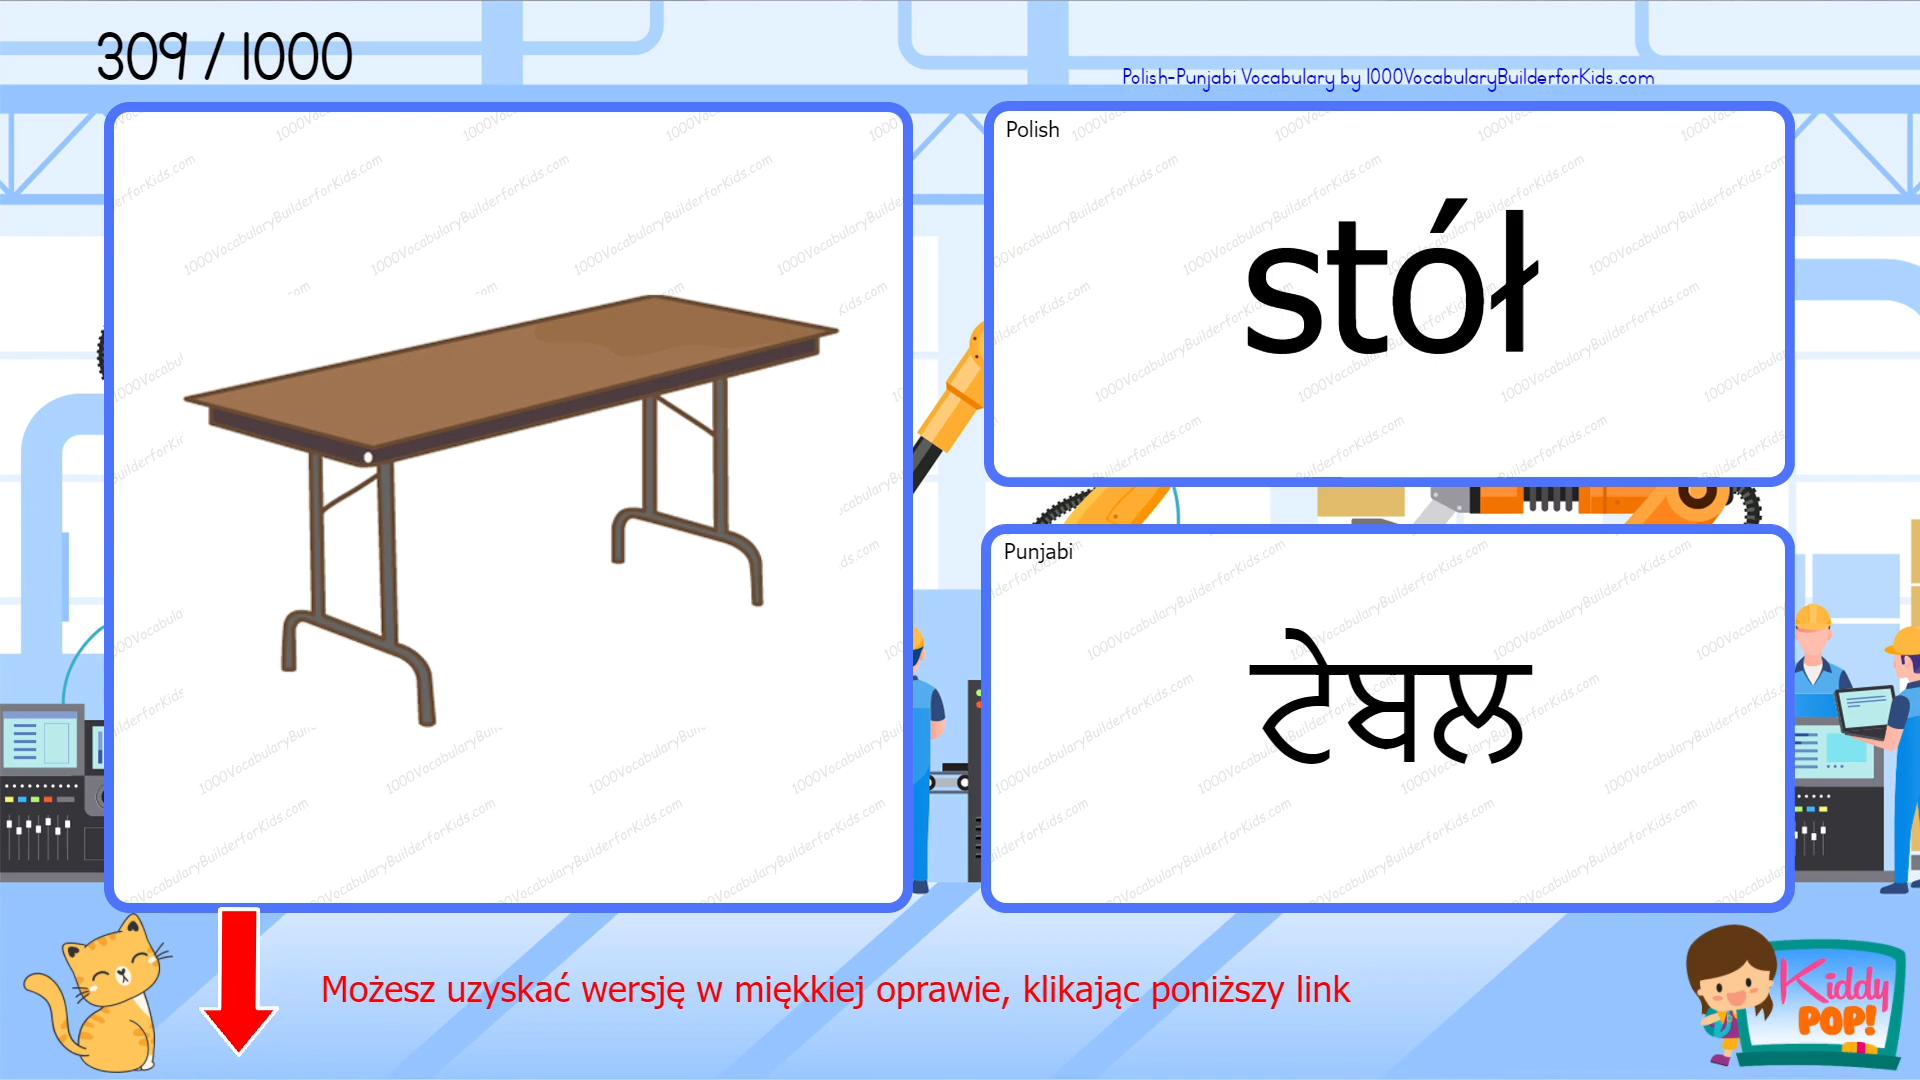 309 / 1000
Polish-Punjabi Vocabulary by 1000VocabularyBuilderforKids.com
Polish
stół
Punjabi
ਟੇਬਲ
Możesz uzyskać wersję w miękkiej oprawie, klikając poniższy link
Kiddy
POP!